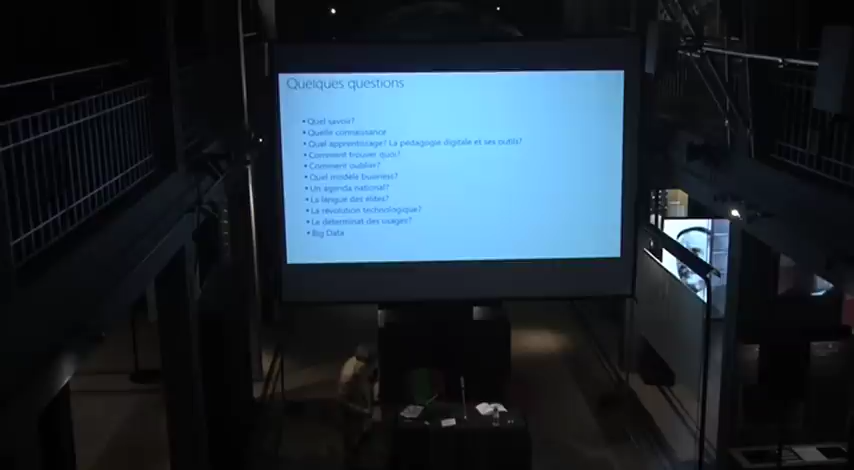 Quelques questions
• Quel savoir?
• Quelle connaissance
• Quel apprentissage? La pédagogie digitale et ses outils?
• Comment trouver quoi?
• Comment oublier?
• Quel modèle business?
• Un agenda national?
• La langue des élites?
• La révolution technologique?
• Le déterminat des usages?
• Big Data